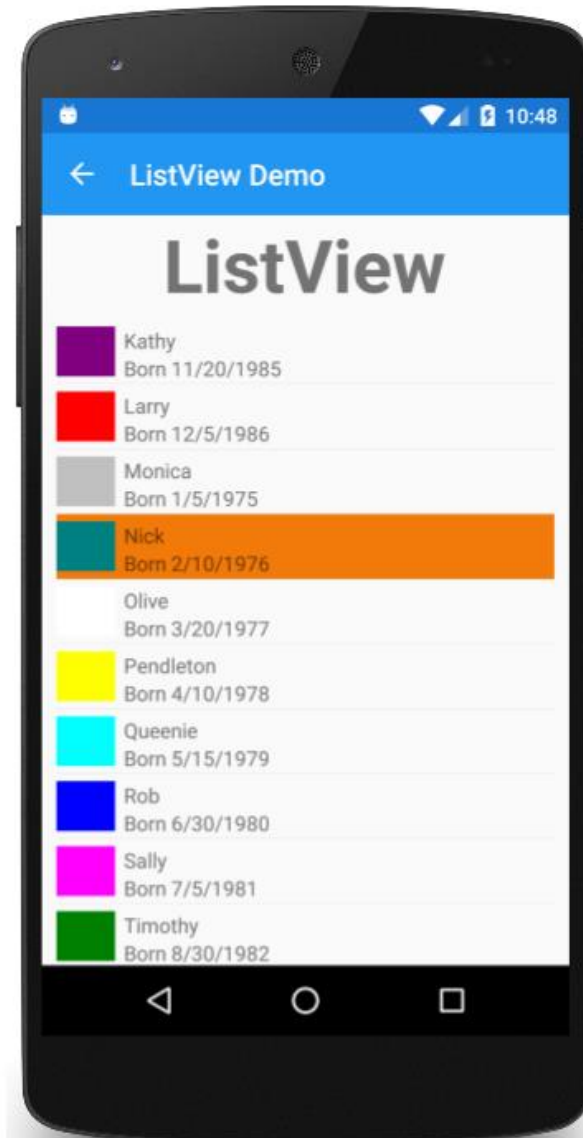 10:48
ListView Demo
ListView
Kathy
Born 11/20/1985
Larry
Born 12/5/1986
Monica
Born 1/5/1975
Nick
Born 2/10/1976
Olive
Born 3/20/1977
Pendleton
Born 4/10/1978
Queenie
Born 5/15/1979
Rob
Born 6/30/1980
Sally
Born 7/5/1981
Timothy
Born 8/30/1982